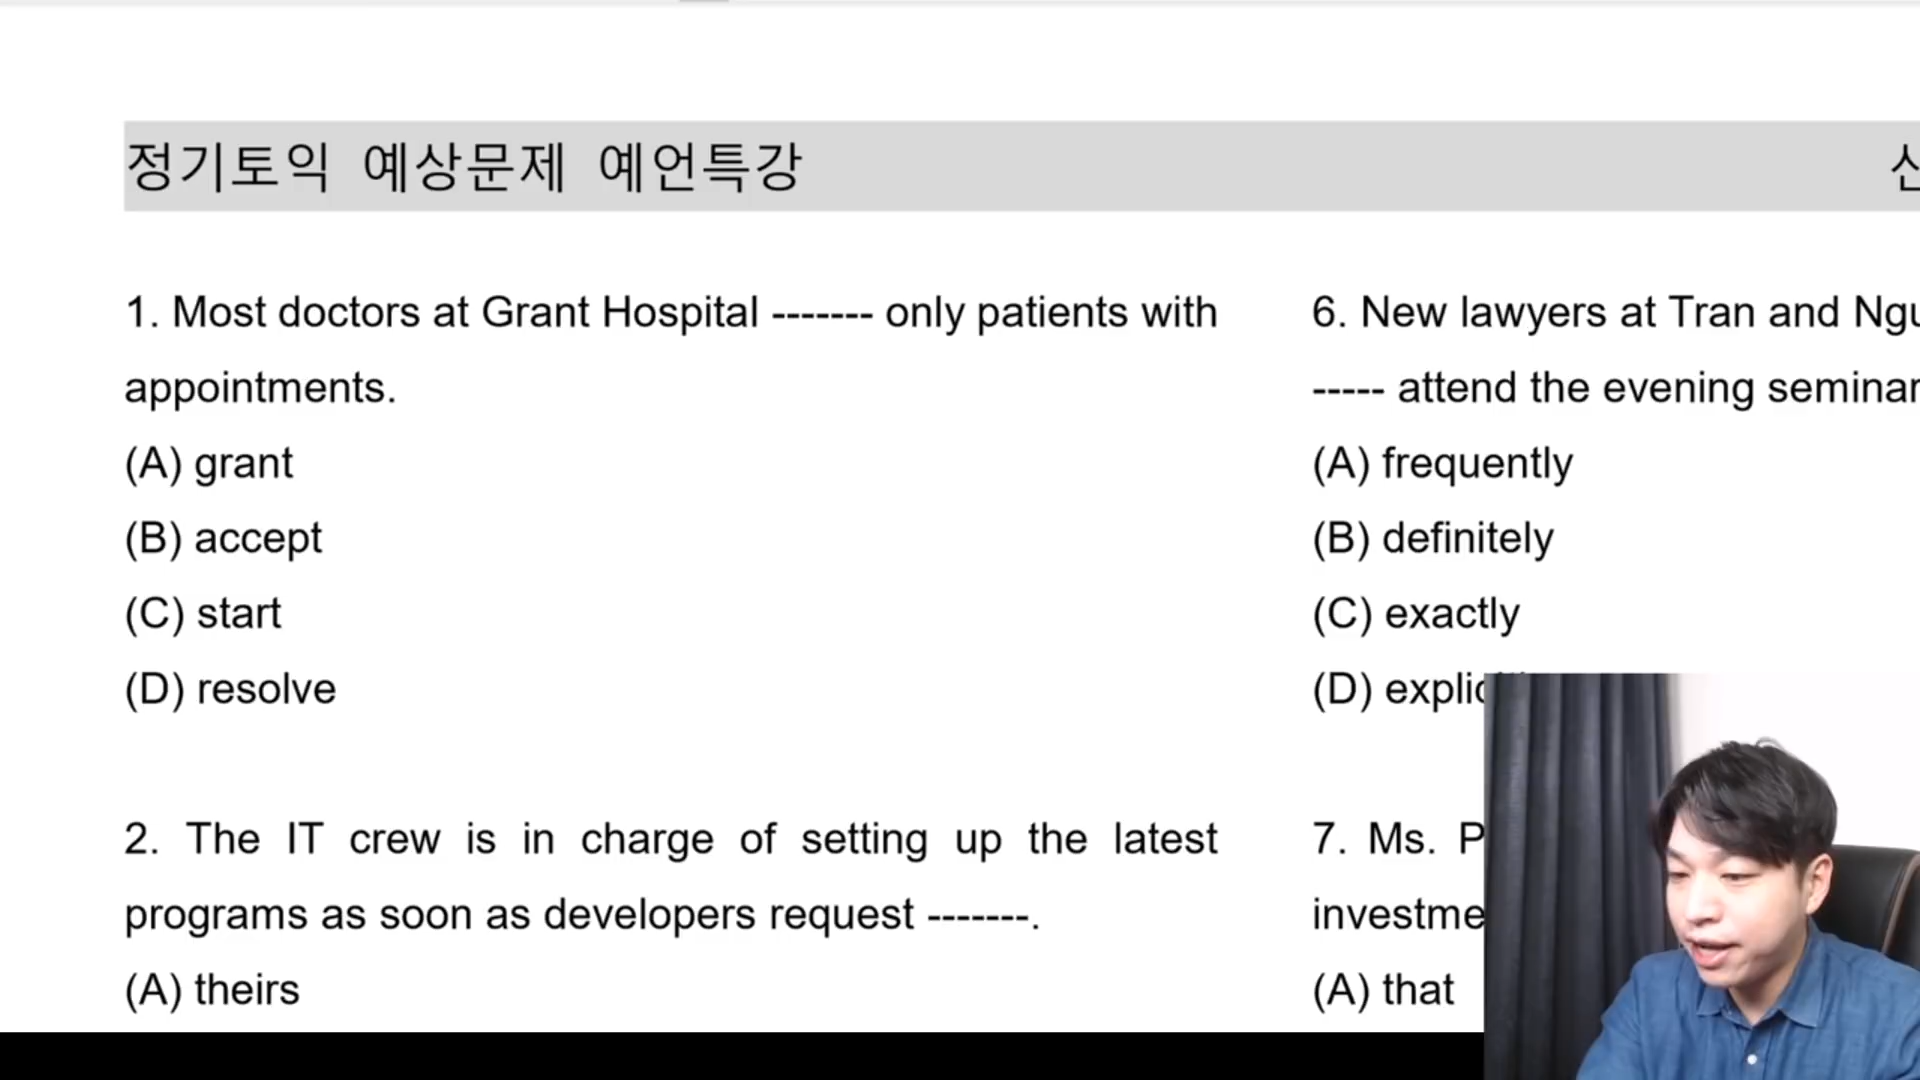 정기토익 예상문제 예언특강
1. Most doctors at Grant Hospital ------- only patients with
appointments.
(A) grant
(B) accept
(C) start
(D) resolve
2. The IT crew is in charge of setting up the latest
programs as soon as developers request -------.
(A) theirs
6. New lawyers at Tran and
----- attend the evening seminar
(A) frequently
(B) definitely
(C) exactly
(D)
7. Ms.
(A) that